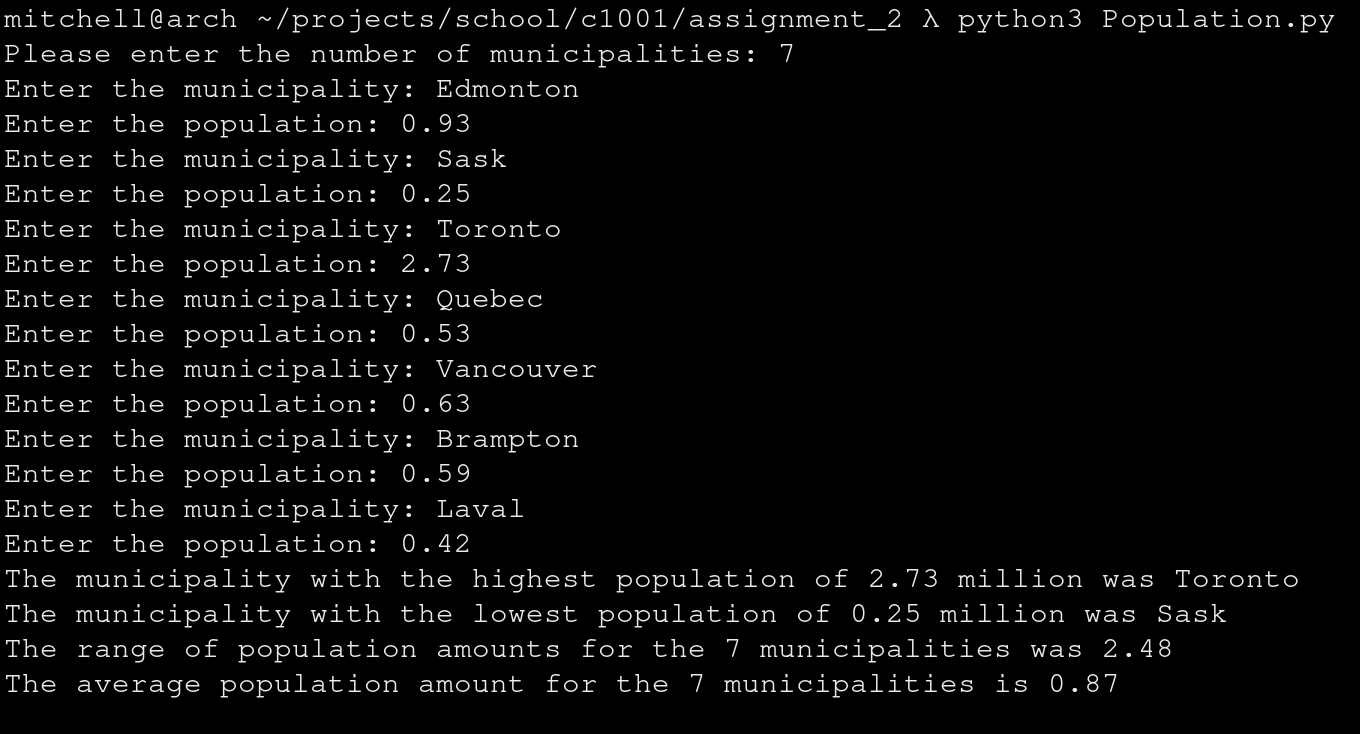 mitchell@arch ~/projects/school/c1001/assignment_2 λ python3 Population.py
Please enter the number of municipalities: 7
Enter the municipality: Edmonton
Enter the population: 0.93
Enter the municipality: Sask
Enter the population: 0.25
Enter the municipality: Toronto
Enter the population: 2.73
Enter the municipality: Quebec
Enter the population: 0.53
Enter the municipality: Vancouver
Enter the population: 0.63
Enter the municipality: Brampton
Enter the population: 0.59
Enter the municipality: Laval
Enter the population: 0.42
The municipality with the highest population of 2.73 million was Toronto
The municipality with the lowest population of 0.25 million was Sask
The range of population amounts for the 7 municipalities was 2.48
The average population amount for the 7 municipalities is 0.87